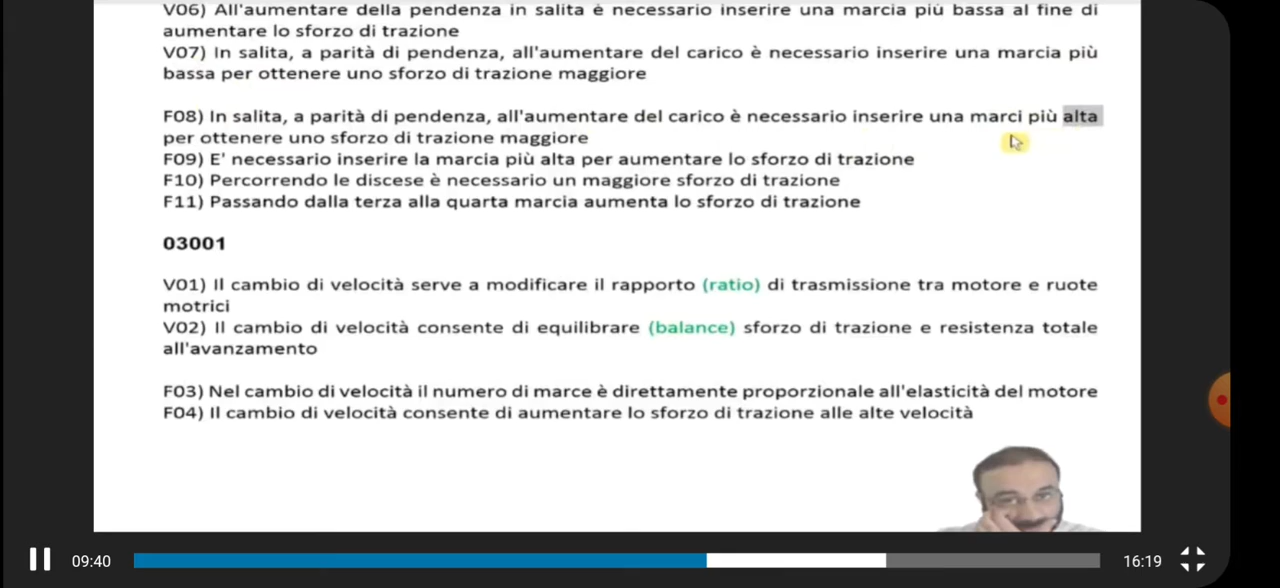 V06) All'aumentare della pendenza in salita è necessario inserire una marcia più bassa al fine di
aumentare lo sforzo di trazione
V07) In salita, a parità di pendenza, all'aumentare del carico è necessario inserire una marcia più
bassa per ottenere uno sforzo di trazione maggiore
F08) In salita, a parità di pendenza, all'aumentare del carico è necessario inserire una marci più alta
per ottenere uno sforzo di trazione maggiore
F09) E' necessario inserire la marcia più alta per aumentare lo sforzo di trazione
F10) Percorrendo le discese è necessario un maggiore sforzo di trazione
F11) Passando dalla terza alla quarta marcia aumenta lo sforzo di trazione
03001
V01) Il cambio di velocità serve a modificare il rapporto (ratio) di trasmissione tra motore e ruote
motrici
V02) Il cambio di velocità consente di equilibrare (balance) sforzo di trazione e resistenza totale
all'avanzamento
F03) Nel cambio di velocità il numero di marce è direttamente proporzionale all'elasticità del motore
F04) Il cambio di velocità consente di aumentare lo sforzo di trazione alle alte velocità
09:40
16:19